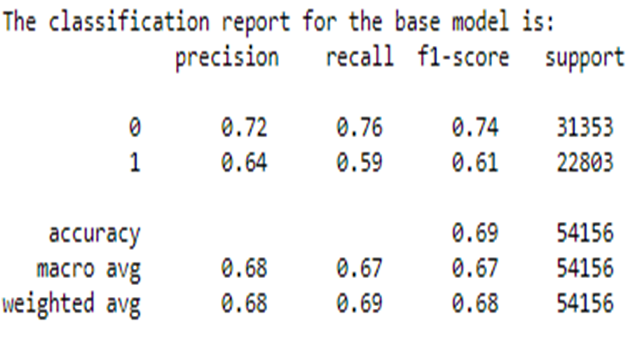 The classification report for the base model is:
precision recall f1-score support
0 0.72 0.76 0.74 31353
1 0.64 0.59 0.61 22803
accuracy 0.69 54156
macro avg 0.68 0.67 0.67 54156
weighted avg 0.68 0.69 0.68 54156